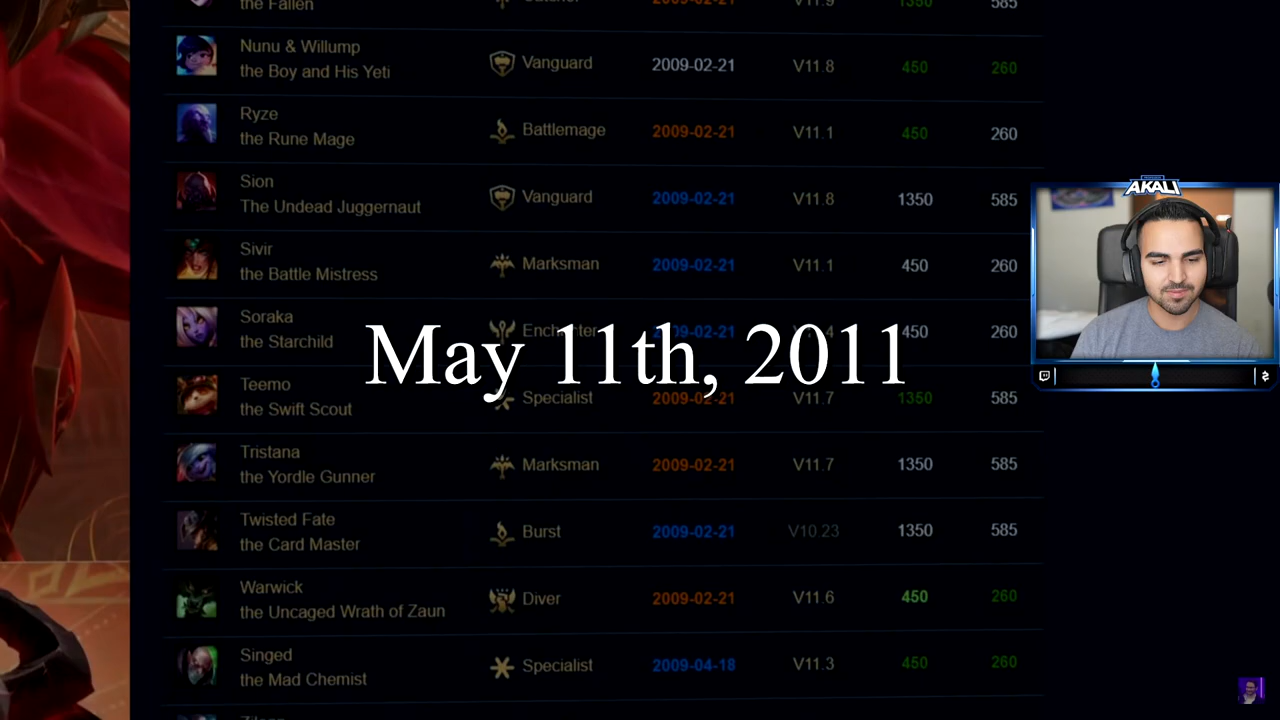 the Fallen
V11.9 1350 585
Nunu & Willump
the Boy and His Yeti
Vanguard 2009-02-21 V11.8 450 260
Ryze
the Rune Mage
Battlemage 2009-02-21 V11.1 450 260
Sion
The Undead Juggernaut
Vanguard 2009-02-21 V11.8 1350 585
Sivir
the Battle Mistress
Marksman 2009-02-21 V11.1 450 260
Soraka
the Starchild
450 260
May 11th, 2011
Teemo
the Swift Scout
Specialist 2009-02-21 V11.7 1350 585
Tristana
the Yordle Gunner
Marksman 2009-02-21 V11.7 1350 585
Twisted Fate
the Card Master
Burst 2009-02-21 V10.23 1350 585
Warwick
the Uncaged Wrath of Zaun
Diver 2009-02-21 V11.6 450 260
Singed
the Mad Chemist
Specialist 2009-04-18 V11.3 450 260
AKALI